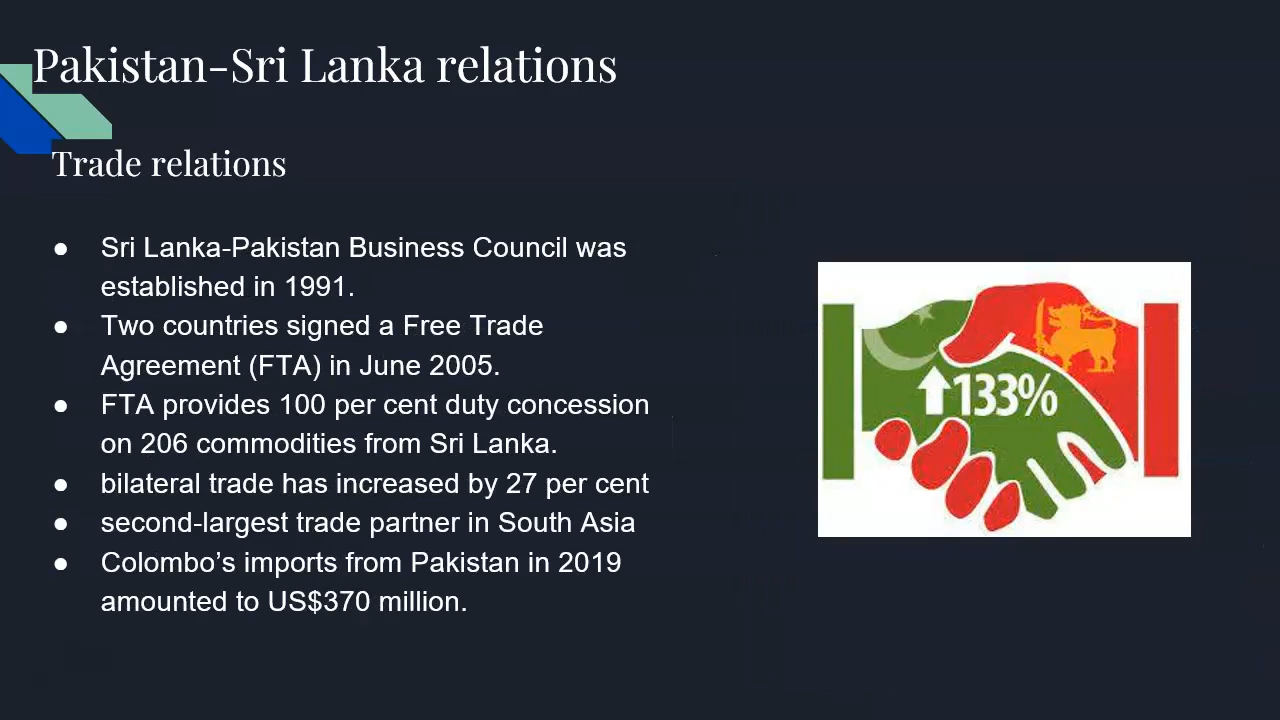 Pakistan-Sri Lanka relations
Trade relations
● Sri Lanka-Pakistan Business Council was
established in 1991.
● Two countries signed a Free Trade
Agreement (FTA) in June 2005.
● FTA provides 100 per cent duty concession
on 206 commodities from Sri Lanka.
● bilateral trade has increased by 27 per cent
● second-largest trade partner in South Asia
● Colombo’s imports from Pakistan in 2019
amounted to US$370 million.
133%